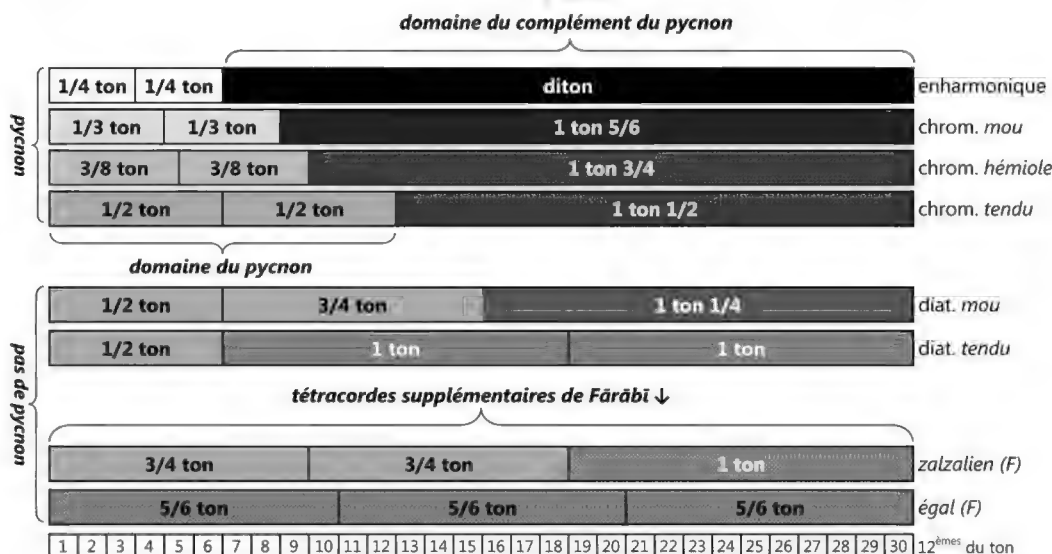 domaine du complément du pycnon
1/4 ton 1/4 ton diton enharmonique
1/3 ton 1/3 ton 1 ton 5/6 chrom. mou
3/8 ton 3/8 ton 1 ton 3/4 chrom. hémiole
1/2 ton 1/2 ton 1 ton 1/2 chrom. tendu
pycnon
domaine du pycnon
1/2 ton 3/4 ton 1 ton 1/4 diat. mou
1/2 ton 1 ton 1 ton diat. tendu
pas de pycnon
tétracordes supplémentaires de Fārābī ↓
3/4 ton 3/4 ton 1 ton zalzalien (F)
5/6 ton 5/6 ton 5/6 ton égal (F)
1 2 3 4 5 6 7 8 9 10 11 12 13 14 15 16 17 18 19 20 21 22 23 24 25 26 27 28 29 30 12èmes du ton